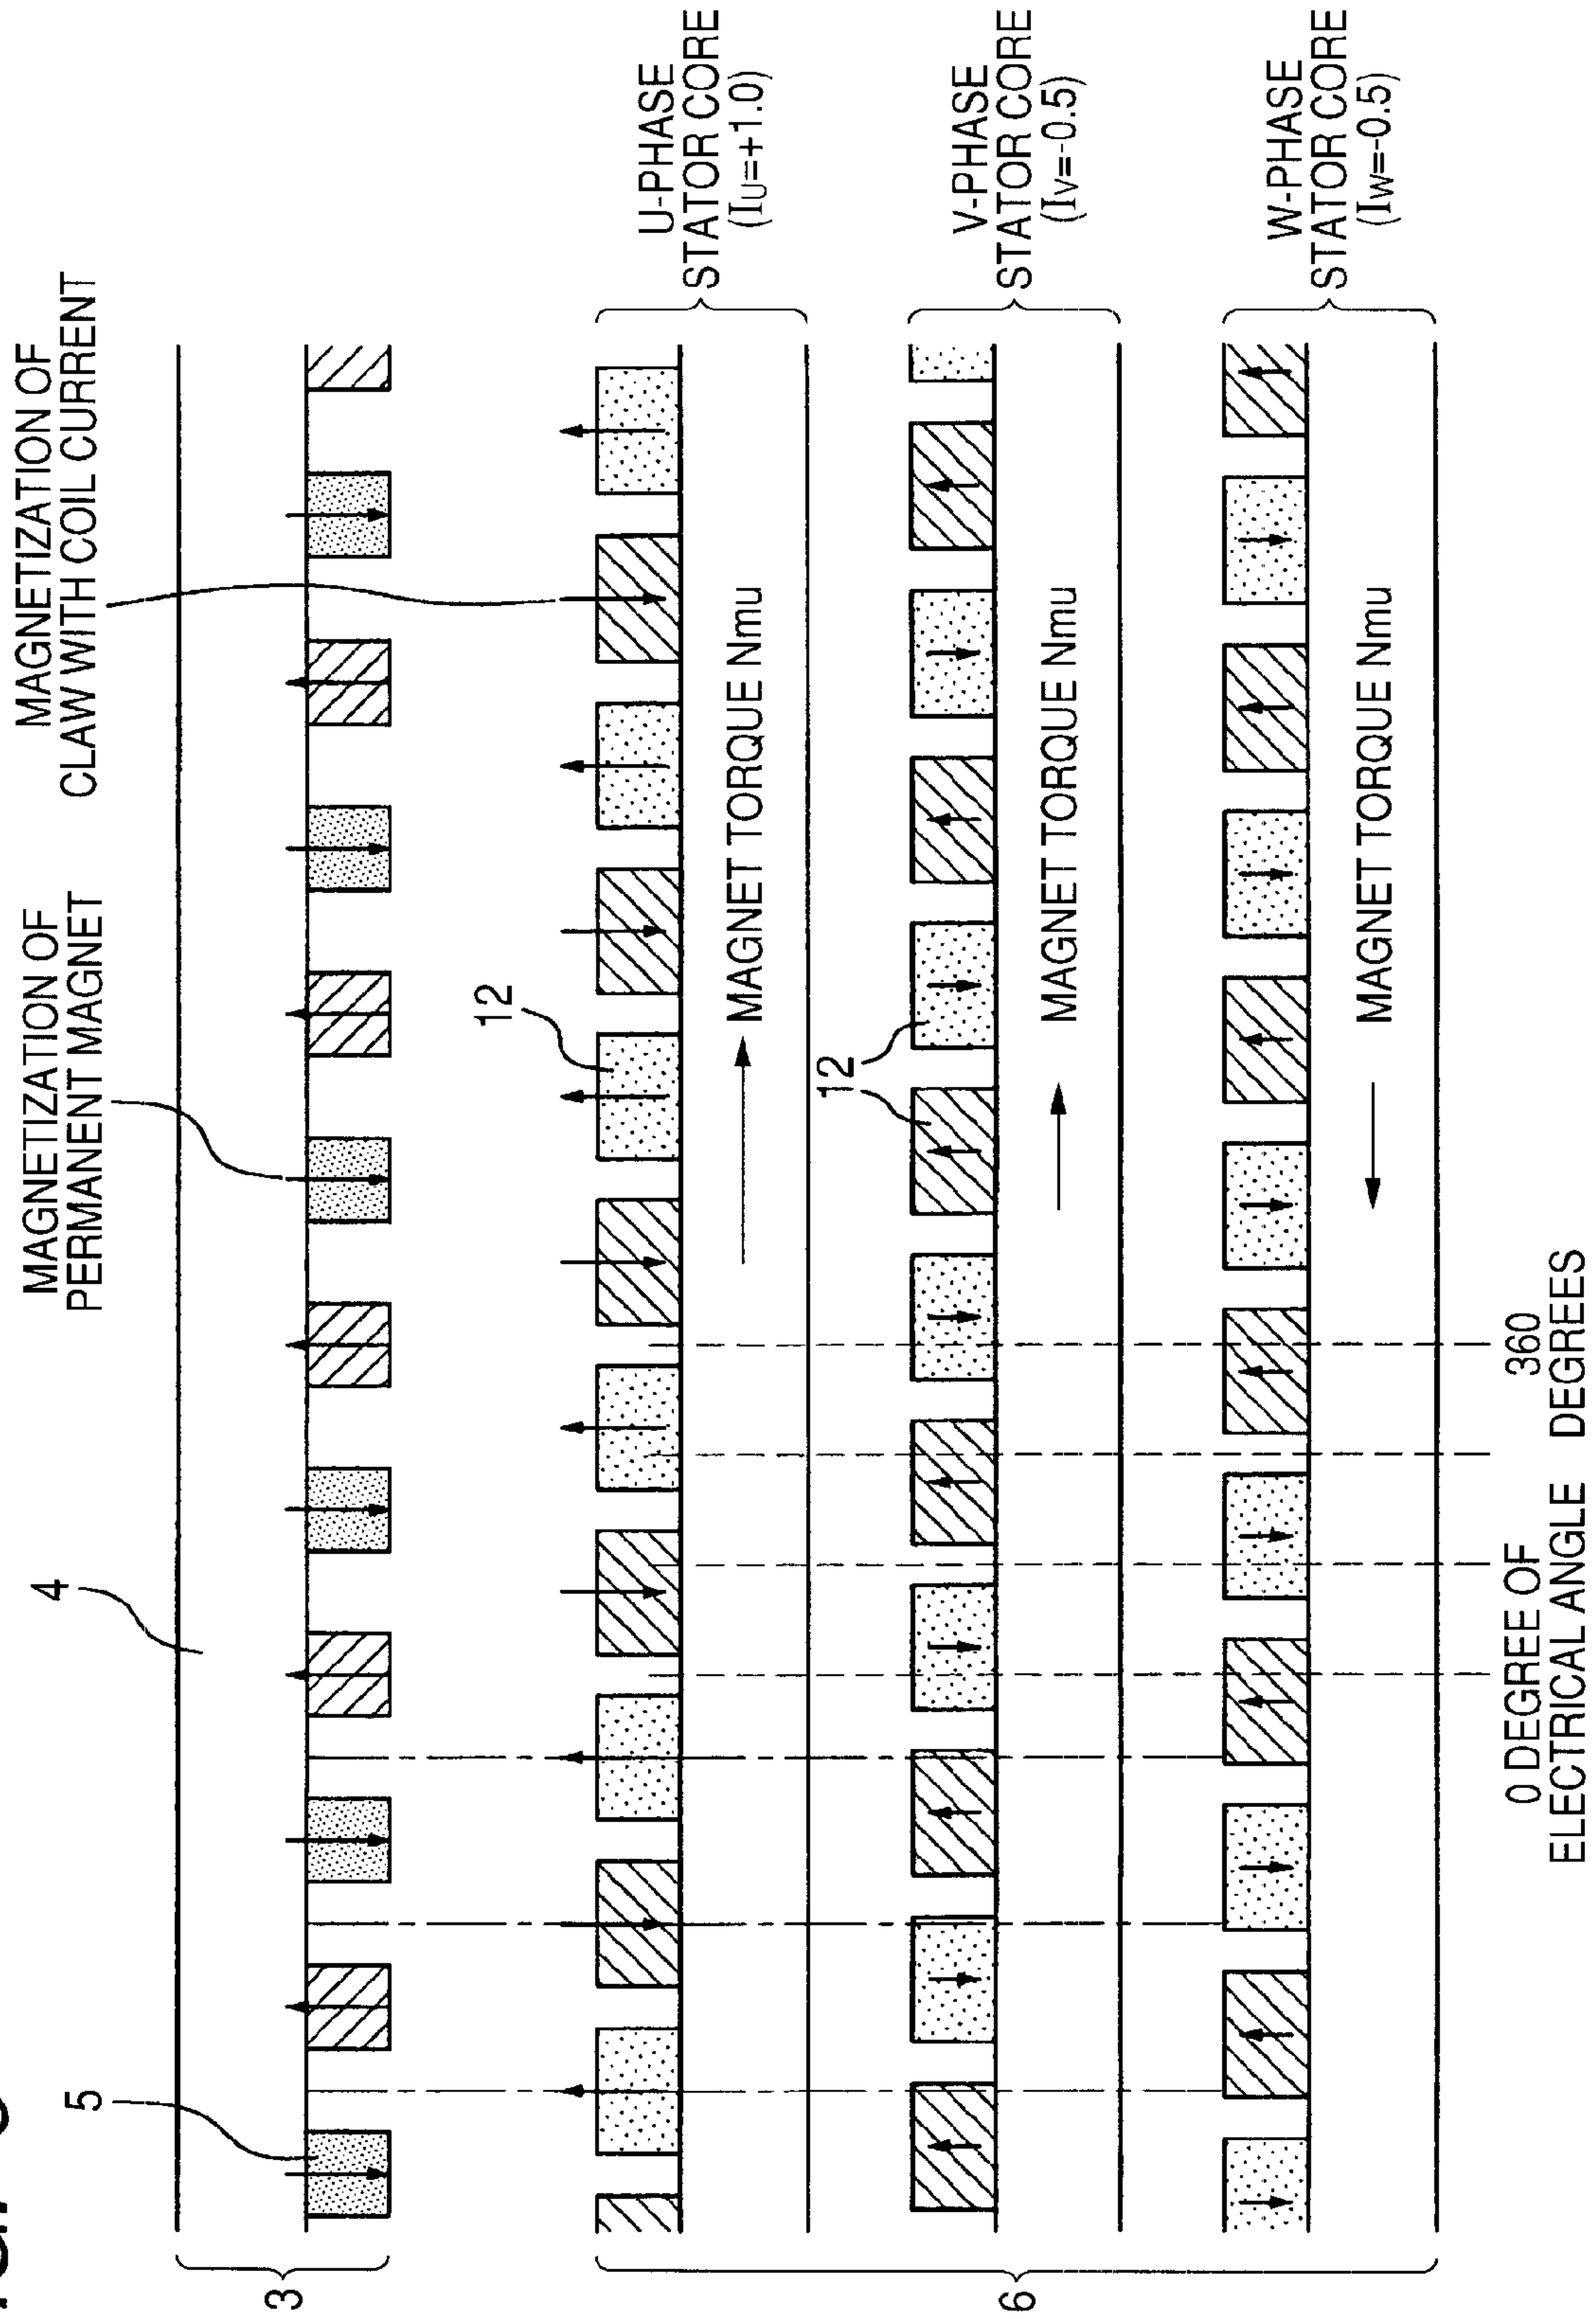 MAGNETIZATION OF
PERMANENT MAGNET
MAGNETIZATION OF
CLAW WITH COIL CURRENT
4
5
3
12
U-PHASE
STATOR CORE
(IU=+1.0)
MAGNET TORQUE Nmu
12
V-PHASE
STATOR CORE
(IV=-0.5)
MAGNET TORQUE Nmu
6
W-PHASE
STATOR CORE
(IW=-0.5)
MAGNET TORQUE Nmu
0 DEGREE OF
ELECTRICAL ANGLE
360
DEGREES